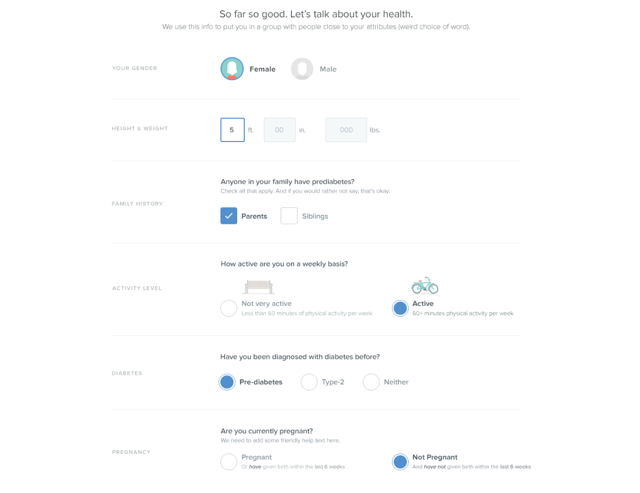 So far so good. Let's talk about your health.
We use this info to put you in a group with people close to your attributes (weird choice of word).
YOUR GENDER
Female
Male
HEIGHT & WEIGHT
5 ft. 00 in. 000 lbs.
Anyone in your family have prediabetes?
Check all that apply. And if you would rather not say, that's okay.
FAMILY HISTORY
Parents
Siblings
How active are you on a weekly basis?
ACTIVITY LEVEL
Not very active
Less than 60 minutes of physical activity per week
Active
60+ minutes physical activity per week
Have you been diagnosed with diabetes before?
DIABETES
Pre-diabetes
Type-2
Neither
Are you currently pregnant?
We need to add some friendly help text here.
PREGNANCY
Pregnant
Or have given birth within the last 6 weeks
Not Pregnant
And have not given birth within the last 6 weeks